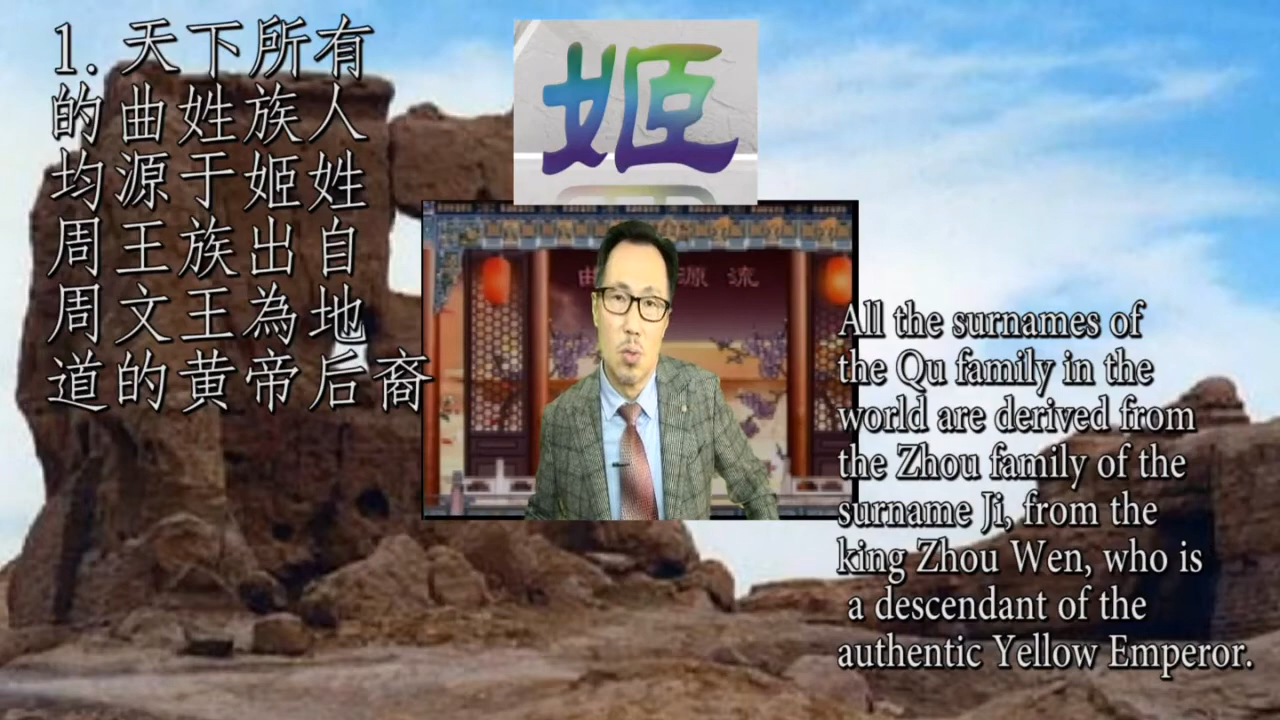 1. 天下所有
的曲姓族人
均源于姬姓
周王族出自
周文王為地
道的黄帝后裔
姬
曲 源流
All the surnames of
the Qu family in the
world are derived from
the Zhou family of the
surname Ji, from the
king Zhou Wen, who is
a descendant of the
authentic Yellow Emperor.